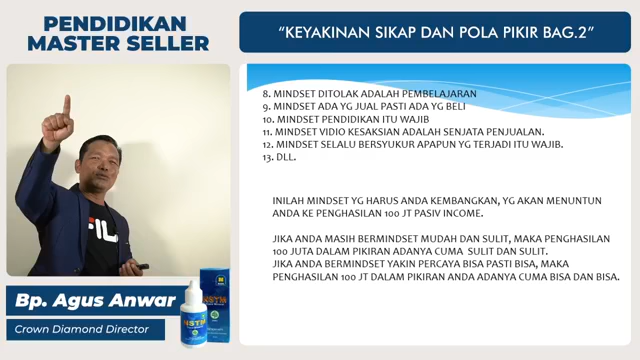 PENDIDIKAN
MASTER SELLER
"KEYAKINAN SIKAP DAN POLA PIKIR BAG.2"
8. MINDSET DITOLAK ADALAH PEMBELAJARAN
9. MINDSET ADA YG JUAL PASTI ADA YG BELI
10. MINDSET PENDIDIKAN ITU WAJIB
11. MINDSET VIDIO KESAKSIAN ADALAH SENJATA PENJUALAN.
12. MINDSET SELALU BERSYUKUR APAPUN YG TERJADI ITU WAJIB.
13. DLL.
INILAH MINDSET YG HARUS ANDA KEMBANGKAN, YG AKAN MENUNTUN
ANDA KE PENGHASILAN 100 JT PASIV INCOME.
JIKA ANDA MASIH BERMINDSET MUDAH DAN SULIT, MAKA PENGHASILAN
100 JUTA DALAM PIKIRAN ADANYA CUMA SULIT DAN SULIT.
JIKA ANDA BERMINDSET YAKIN PERCAYA BISA PASTI BISA, MAKA
PENGHASILAN 100 JT DALAM PIKIRAN ANDA ADANYA CUMA BISA DAN BISA.
FILA
Bp. Agus Anwar
Crown Diamond Director